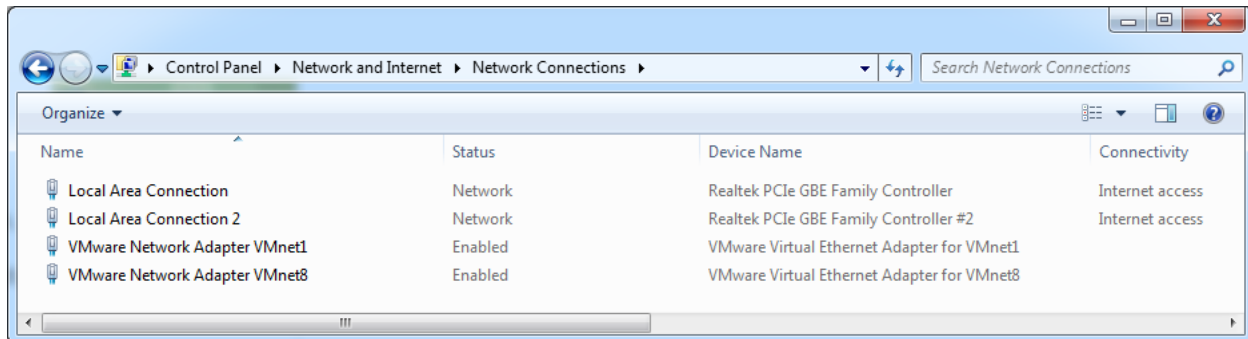 Control Panel Network and Internet Network Connections Search Network Connections
Organize
Name Status Device Name Connectivity
Local Area Connection Network Realtek PCIe GBE Family Controller Internet access
Local Area Connection 2 Network Realtek PCIe GBE Family Controller #2 Internet access
VMware Network Adapter VMnet1 Enabled VMware Virtual Ethernet Adapter for VMnet1
VMware Network Adapter VMnet8 Enabled VMware Virtual Ethernet Adapter for VMnet8